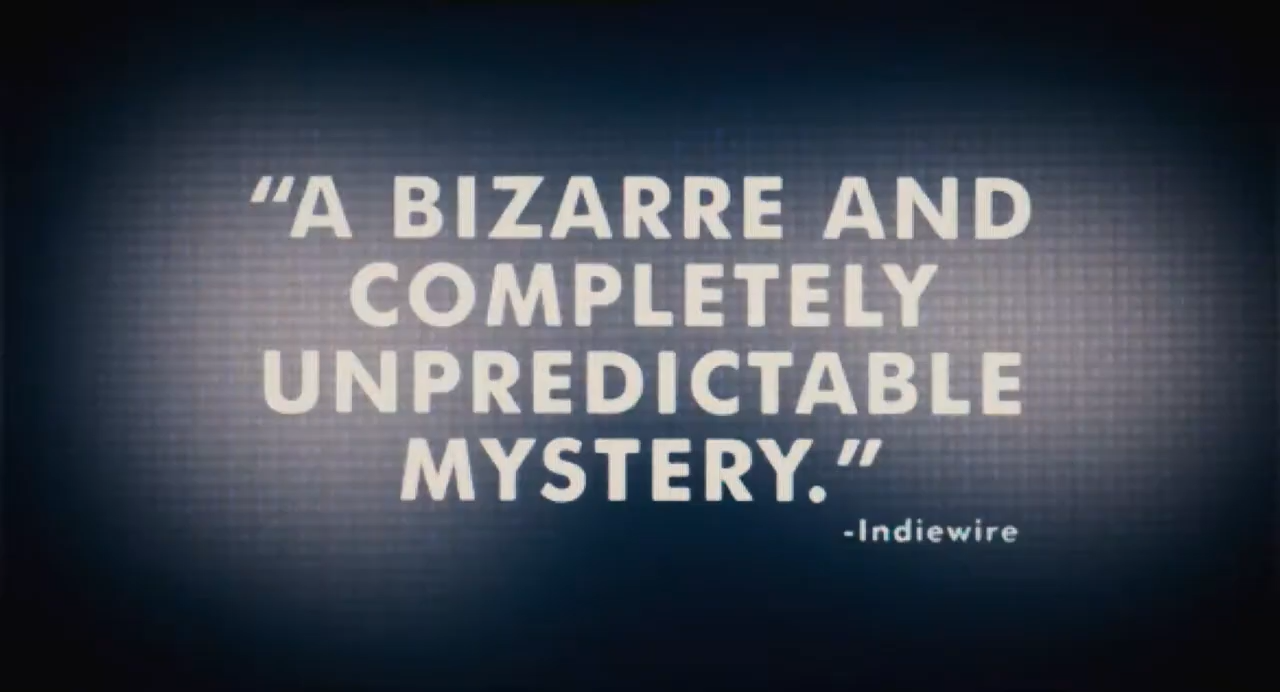 “A BIZARRE AND
COMPLETELY
UNPREDICTABLE
MYSTERY.”
-Indiewire